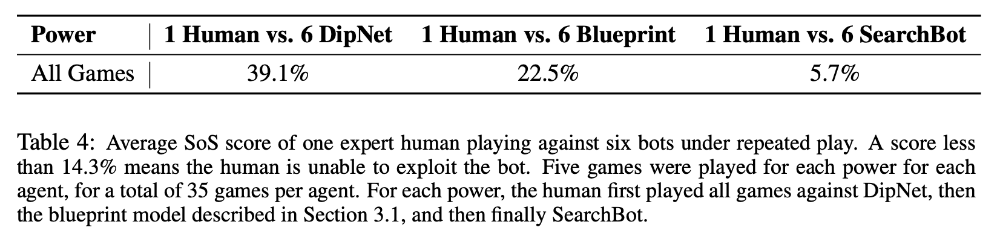 Power 1 Human vs. 6 DipNet 1 Human vs. 6 Blueprint 1 Human vs. 6 SearchBot
All Games 39.1% 22.5% 5.7%
Table 4: Average SoS score of one expert human playing against six bots under repeated play. A score less
than 14.3% means the human is unable to exploit the bot. Five games were played for each power for each
agent, for a total of 35 games per agent. For each power, the human first played all games against DipNet, then
the blueprint model described in Section 3.1, and then finally SearchBot.